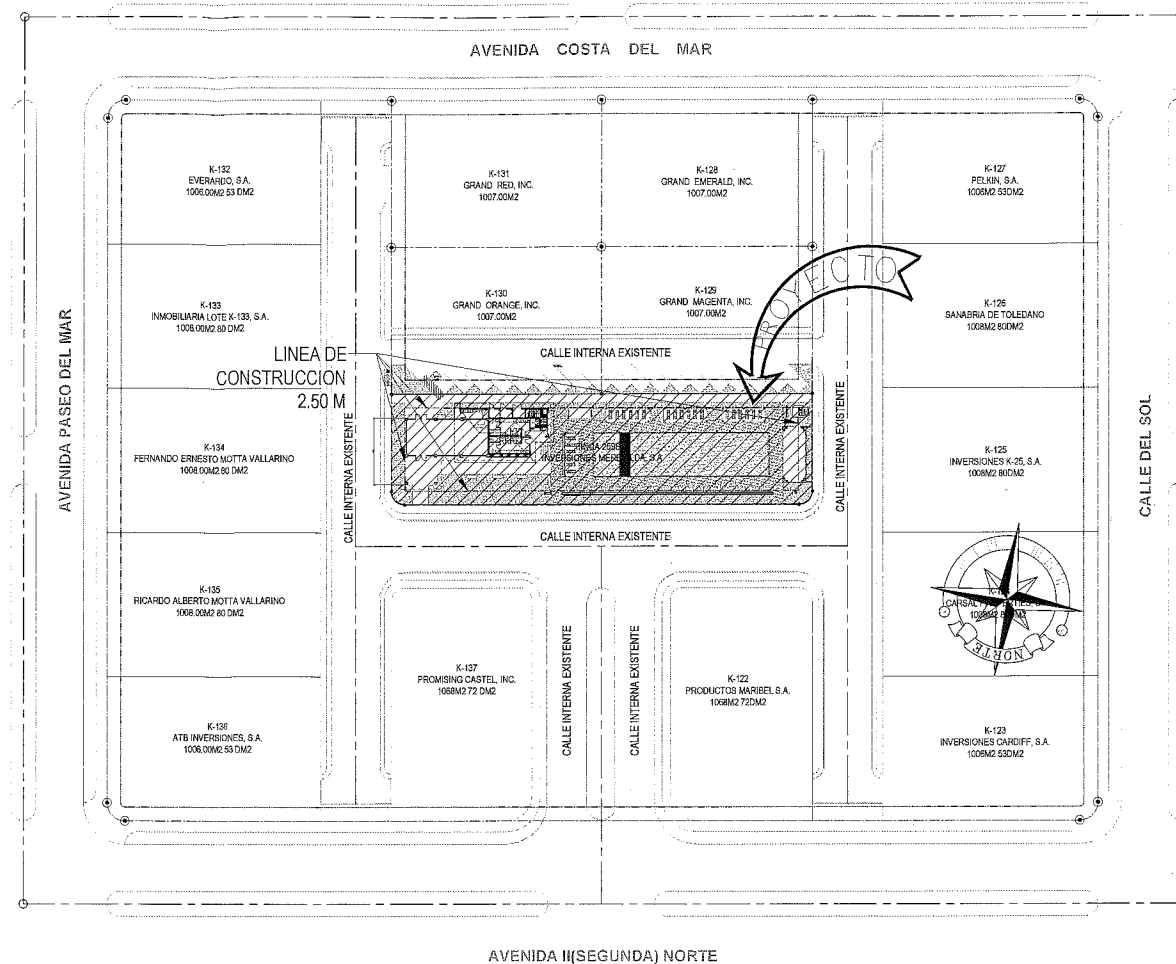 AVENIDA COSTA DEL MAR
K-132
EVERARDO, S.A.
1006.00M2 53 DM2
K-131
GRAND RED, INC.
1007.00M2
K-128
GRAND EMERALD, INC.
1007.00M2
K-127
PELKIN, S.A.
1006M2 53DM2
K-133
INMOBILIARIA LOTE K-133, S.A.
1008.00M2 80 DM2
K-130
GRAND ORANGE, INC.
1007.00M2
K-129
GRAND MAGENTA, INC.
1007.00M2
PROYECTO
K-126
SANABRIA DE TOLEDANO
1008M2 80DM2
AVENIDA PASEO DEL MAR
LINEA DE
CONSTRUCCION
2.50 M
CALLE INTERNA EXISTENTE
CALLE INTERNA EXISTENTE
CALLE INTERNA EXISTENTE
CALLE DEL SOL
K-134
FERNANDO ERNESTO MOTTA VALLARINO
1008.00M2 80 DM2
INVERSIONES
S.A.
K-125
INVERSIONES K-25, S.A.
1008M2 80DM2
CALLE INTERNA EXISTENTE
K-135
RICARDO ALBERTO MOTTA VALLARINO
1008.00M2 80 DM2
CARSAL
NORTE
K-137
PROMISING CASTEL, INC.
1068M2 72 DM2
CALLE INTERNA EXISTENTE
CALLE INTERNA EXISTENTE
K-122
PRODUCTOS MARIBEL S.A.
1068M2 72DM2
K-136
ATB INVERSIONES, S.A.
1006.00M2 53 DM2
K-123
INVERSIONES CARDIFF, S.A.
1006M2 53DM2
AVENIDA II(SEGUNDA) NORTE